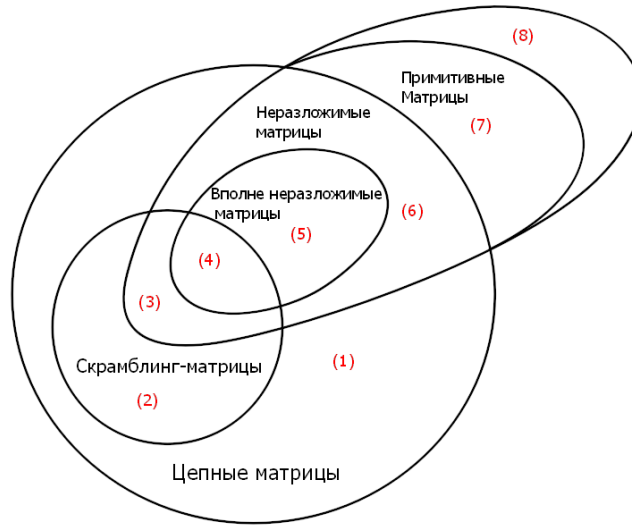 (8)
Примитивные
Матрицы
(7)
Неразложимые
матрицы
Вполне неразложимые
матрицы
(6)
(5)
(4)
(3)
(1)
Скрамблинг-матрицы
(2)
Цепные матрицы